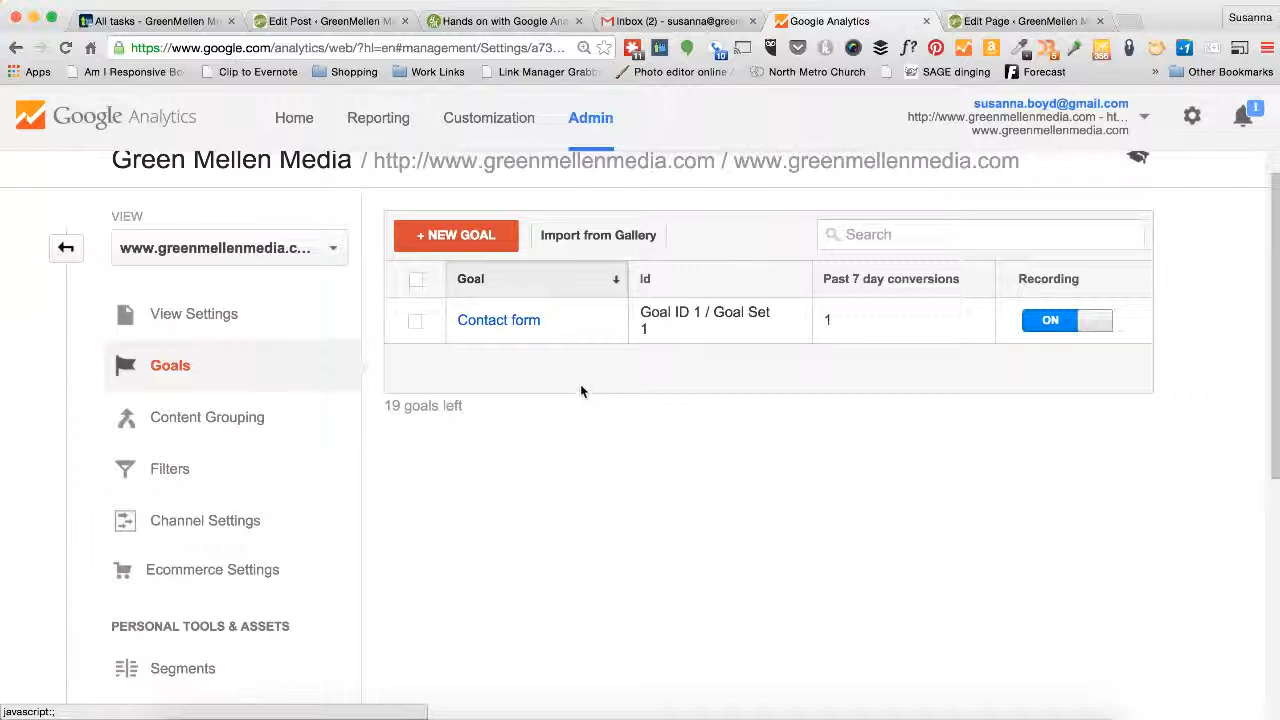 All tasks - GreenMellen M
Edit Post ‹ GreenMellen M
Hands on with Google Ana
Inbox (2) - susanna@green
Google Analytics
Edit Page ‹ GreenMellen M
Susanna
https://www.google.com/analytics/web/?hl=en#management/Settings/a73...
Apps
Am I Responsive Bo
Clip to Evernote
Shopping
Work Links
Link Manager Grabb
Photo editor online /
North Metro Church
SAGE dinging
Forecast
»
Other Bookmarks
Google Analytics
Home
Reporting
Customization
Admin
susanna.boyd@gmail.com
http://www.greenmellenmedia.com - ht...
www.greenmellenmedia.com
1
Green Mellen Media / http://www.greenmellenmedia.com / www.greenmellenmedia.com
VIEW
www.greenmellenmedia.c...
View Settings
Goals
Content Grouping
Filters
Channel Settings
Ecommerce Settings
PERSONAL TOOLS & ASSETS
Segments
+ NEW GOAL
Import from Gallery
Search
Goal
Id
Past 7 day conversions
Recording
Contact form
Goal ID 1 / Goal Set
1
1
ON
19 goals left
javascript:;